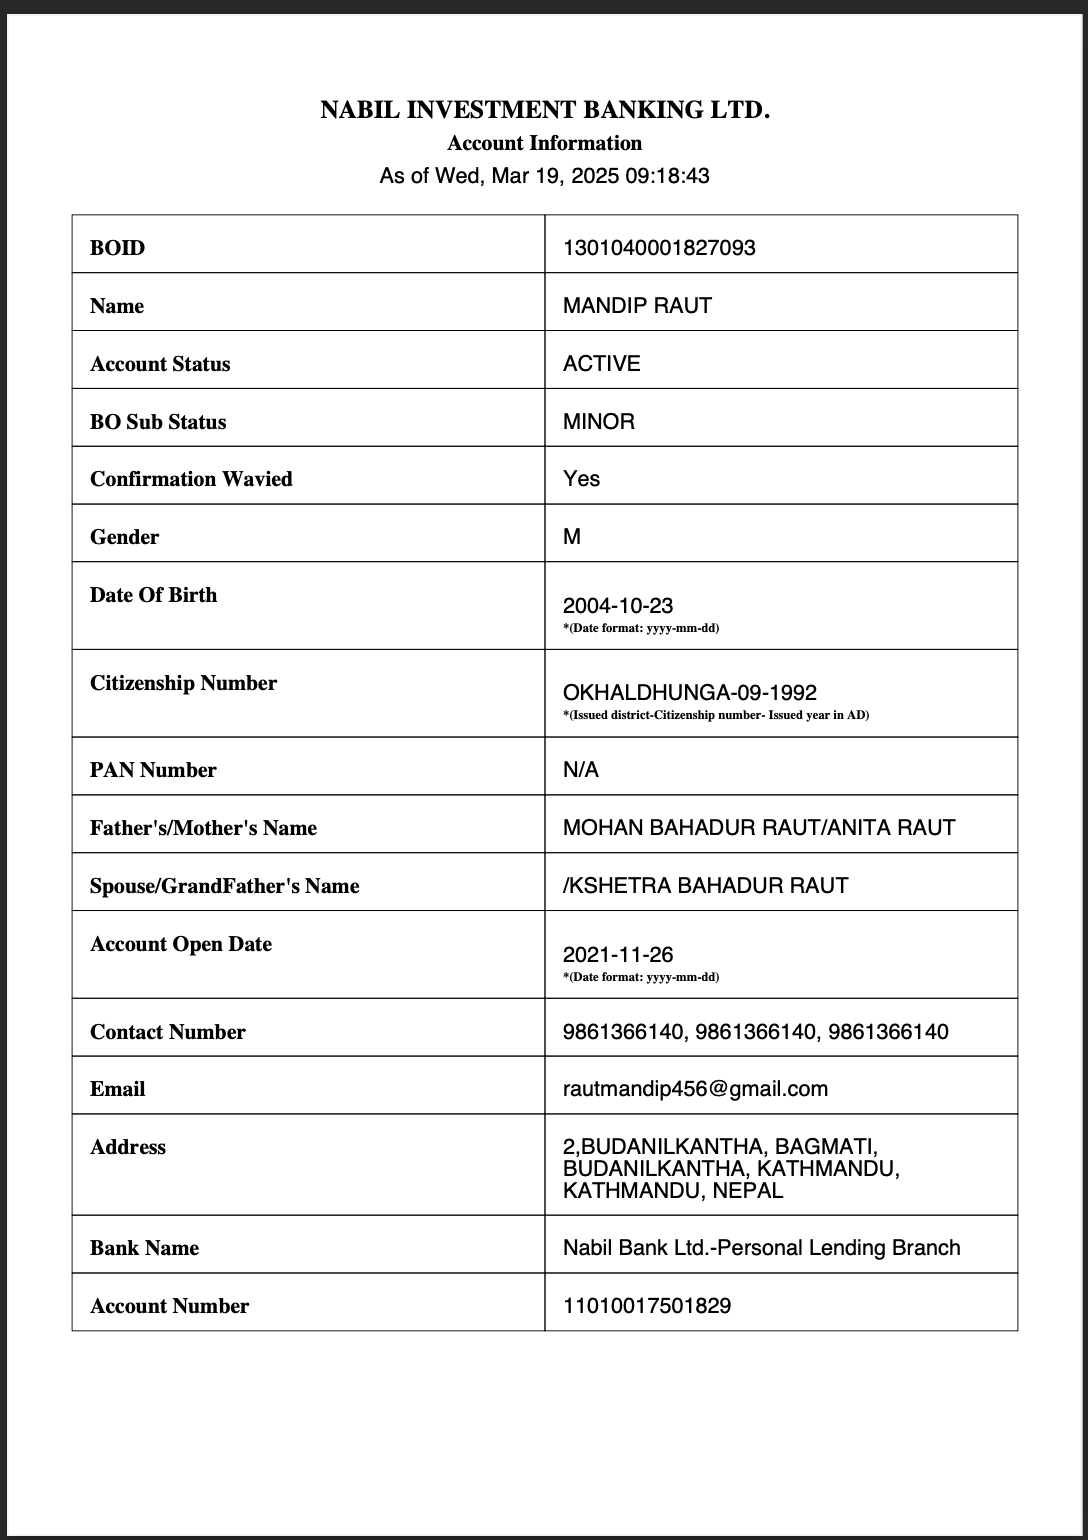 NABIL INVESTMENT BANKING LTD.
Account Information
As of Wed, Mar 19, 2025 09:18:43
BOID 1301040001827093
Name MANDIP RAUT
Account Status ACTIVE
BO Sub Status MINOR
Confirmation Wavied Yes
Gender M
Date Of Birth 2004-10-23
*(Date format: yyyy-mm-dd)
Citizenship Number OKHALDHUNGA-09-1992
*(Issued district-Citizenship number- Issued year in AD)
PAN Number N/A
Father's/Mother's Name MOHAN BAHADUR RAUT/ANITA RAUT
Spouse/GrandFather's Name /KSHETRA BAHADUR RAUT
Account Open Date 2021-11-26
*(Date format: yyyy-mm-dd)
Contact Number 9861366140, 9861366140, 9861366140
Email rautmandip456@gmail.com
Address 2,BUDANILKANTHA, BAGMATI,
BUDANILKANTHA, KATHMANDU,
KATHMANDU, NEPAL
Bank Name Nabil Bank Ltd.-Personal Lending Branch
Account Number 11010017501829